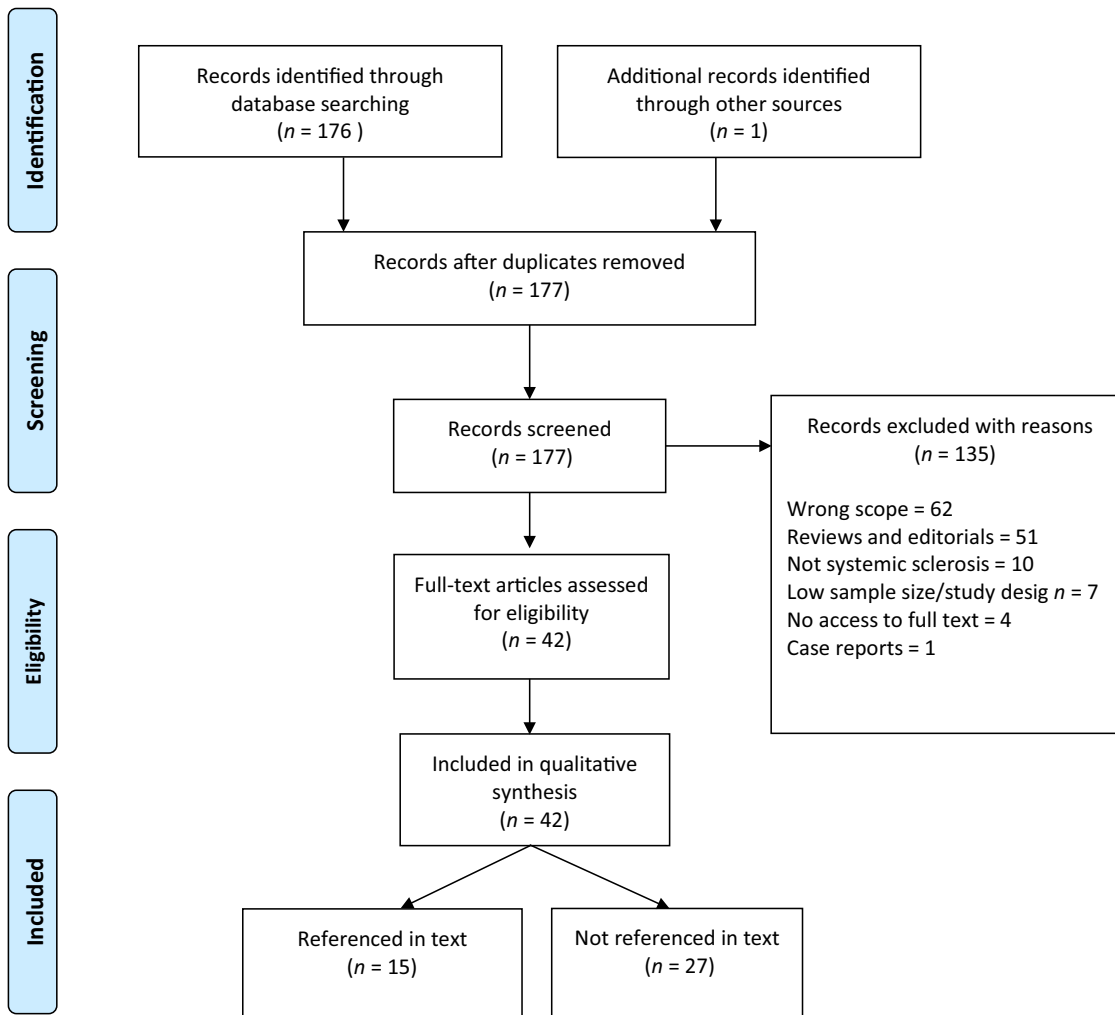 Identification
Records identified through
database searching
(n = 176 )
Additional records identified
through other sources
(n = 1)
Records after duplicates removed
(n = 177)
Screening
Records screened
(n = 177)
Records excluded with reasons
(n = 135)
Wrong scope = 62
Reviews and editorials = 51
Not systemic sclerosis = 10
Low sample size/study desig n = 7
No access to full text = 4
Case reports = 1
Eligibility
Full-text articles assessed
for eligibility
(n = 42)
Included in qualitative
synthesis
(n = 42)
Included
Referenced in text
(n = 15)
Not referenced in text
(n = 27)